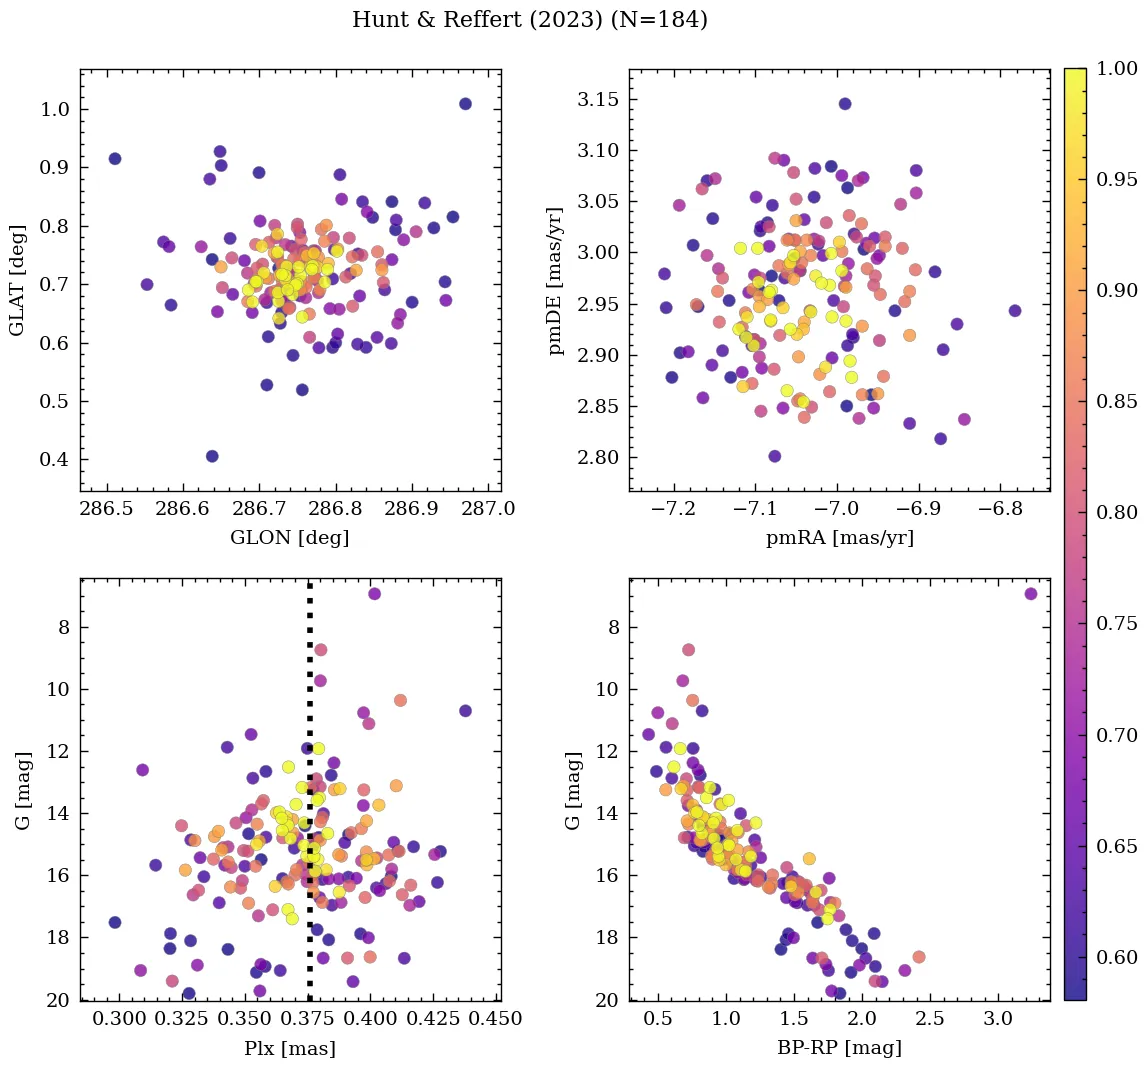 Hunt & Reffert (2023) (N=184)
1.0
0.9
0.8
0.7
0.6
0.5
0.4
GLAT [deg]
286.5 286.6 286.7 286.8 286.9 287.0
GLON [deg]
3.15
3.10
3.05
3.00
2.95
2.90
2.85
2.80
pmDE [mas/yr]
−7.2 −7.1 −7.0 −6.9 −6.8
pmRA [mas/yr]
8
10
12
14
16
18
20
G [mag]
0.300 0.325 0.350 0.375 0.400 0.425 0.450
Plx [mas]
8
10
12
14
16
18
20
G [mag]
0.5 1.0 1.5 2.0 2.5 3.0
BP-RP [mag]
1.00
0.95
0.90
0.85
0.80
0.75
0.70
0.65
0.60